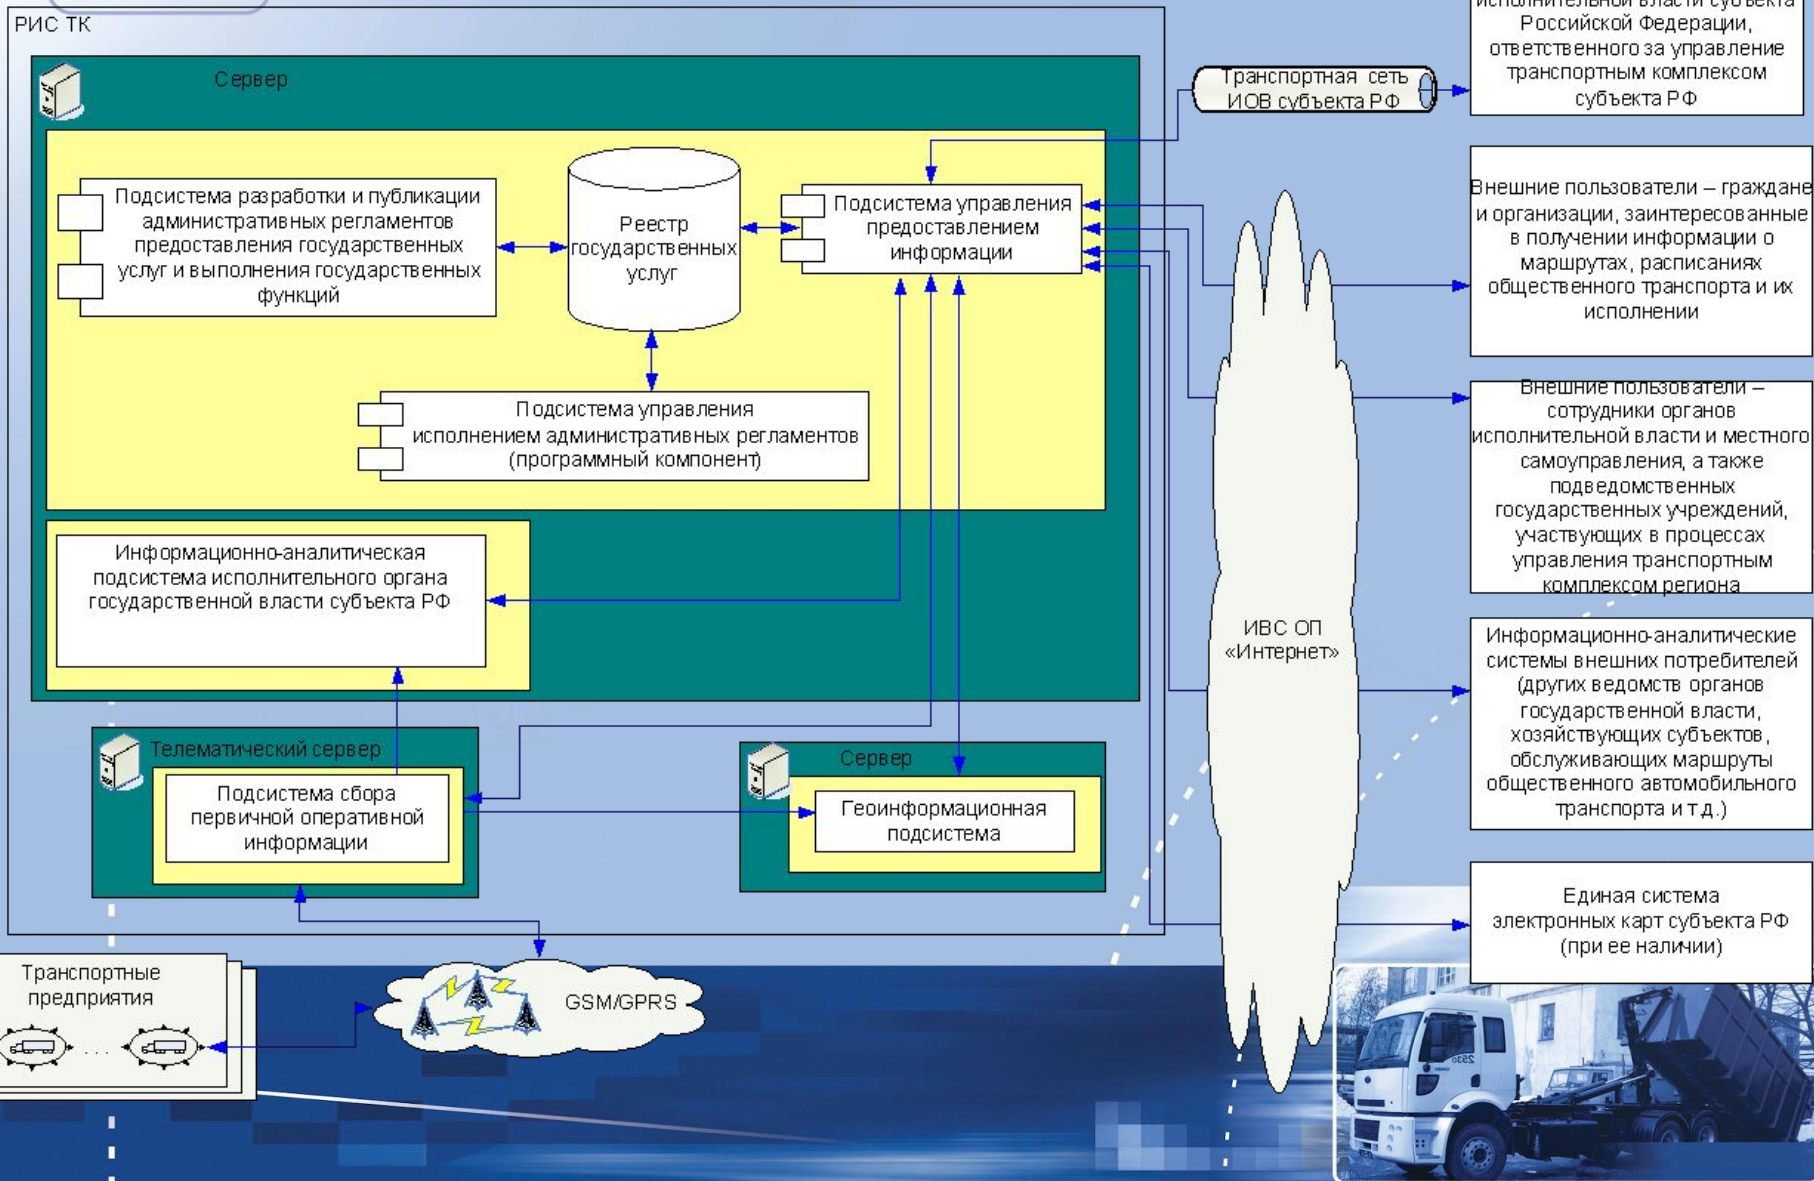 РИС ТК
Сервер
Подсистема разработки и публикации
административных регламентов
предоставления государственных
услуг и выполнения государственных
функций
Реестр
государственных
услуг
Подсистема управления
предоставлением
информации
Подсистема управления
исполнением административных регламентов
(программный компонент)
Информационно-аналитическая
подсистема исполнительного органа
государственной власти субъекта РФ
Телематический сервер
Подсистема сбора
первичной оперативной
информации
Сервер
Геоинформационная
подсистема
Транспортные
предприятия
. . .
GSM/GPRS
Транспортная сеть
ИОВ субъекта РФ
ИВС ОП
«Интернет»
исполнительной власти субъекта
Российской Федерации,
ответственного за управление
транспортным комплексом
субъекта РФ
Внешние пользователи – граждане
и организации, заинтересованные
в получении информации о
маршрутах, расписаниях
общественного транспорта и их
исполнении
Внешние пользователи –
сотрудники органов
исполнительной власти и местного
самоуправления, а также
подведомственных
государственных учреждений,
участвующих в процессах
управления транспортным
комплексом региона
Информационно-аналитические
системы внешних потребителей
(других ведомств органов
государственной власти,
хозяйствующих субъектов,
обслуживающих маршруты
общественного автомобильного
транспорта и т.д.)
Единая система
электронных карт субъекта РФ
(при ее наличии)